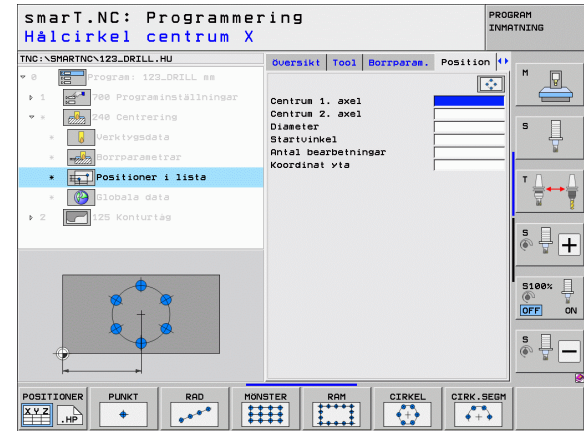 smarT.NC: Programmering
Hålcirkel centrum X
PROGRAM
INMATNING
TNC:\SMARTNC\123_DRILL.HU
0 Program: 123_DRILL mm
1 700 Programinställningar
* 240 Centrering
* Verktygsdata
* Borrparametrar
* Positioner i lista
* Globala data
2 125 Konturtåg
Översikt Tool Borrparam. Position
Centrum 1. axel
Centrum 2. axel
Diameter
Startvinkel
Antal bearbetningar
Koordinat yta
M
S
T
S
S100%
OFF ON
S
POSITIONER
XYZ .HP
PUNKT
RAD
MÖNSTER
RAM
CIRKEL
CIRK.SEGM